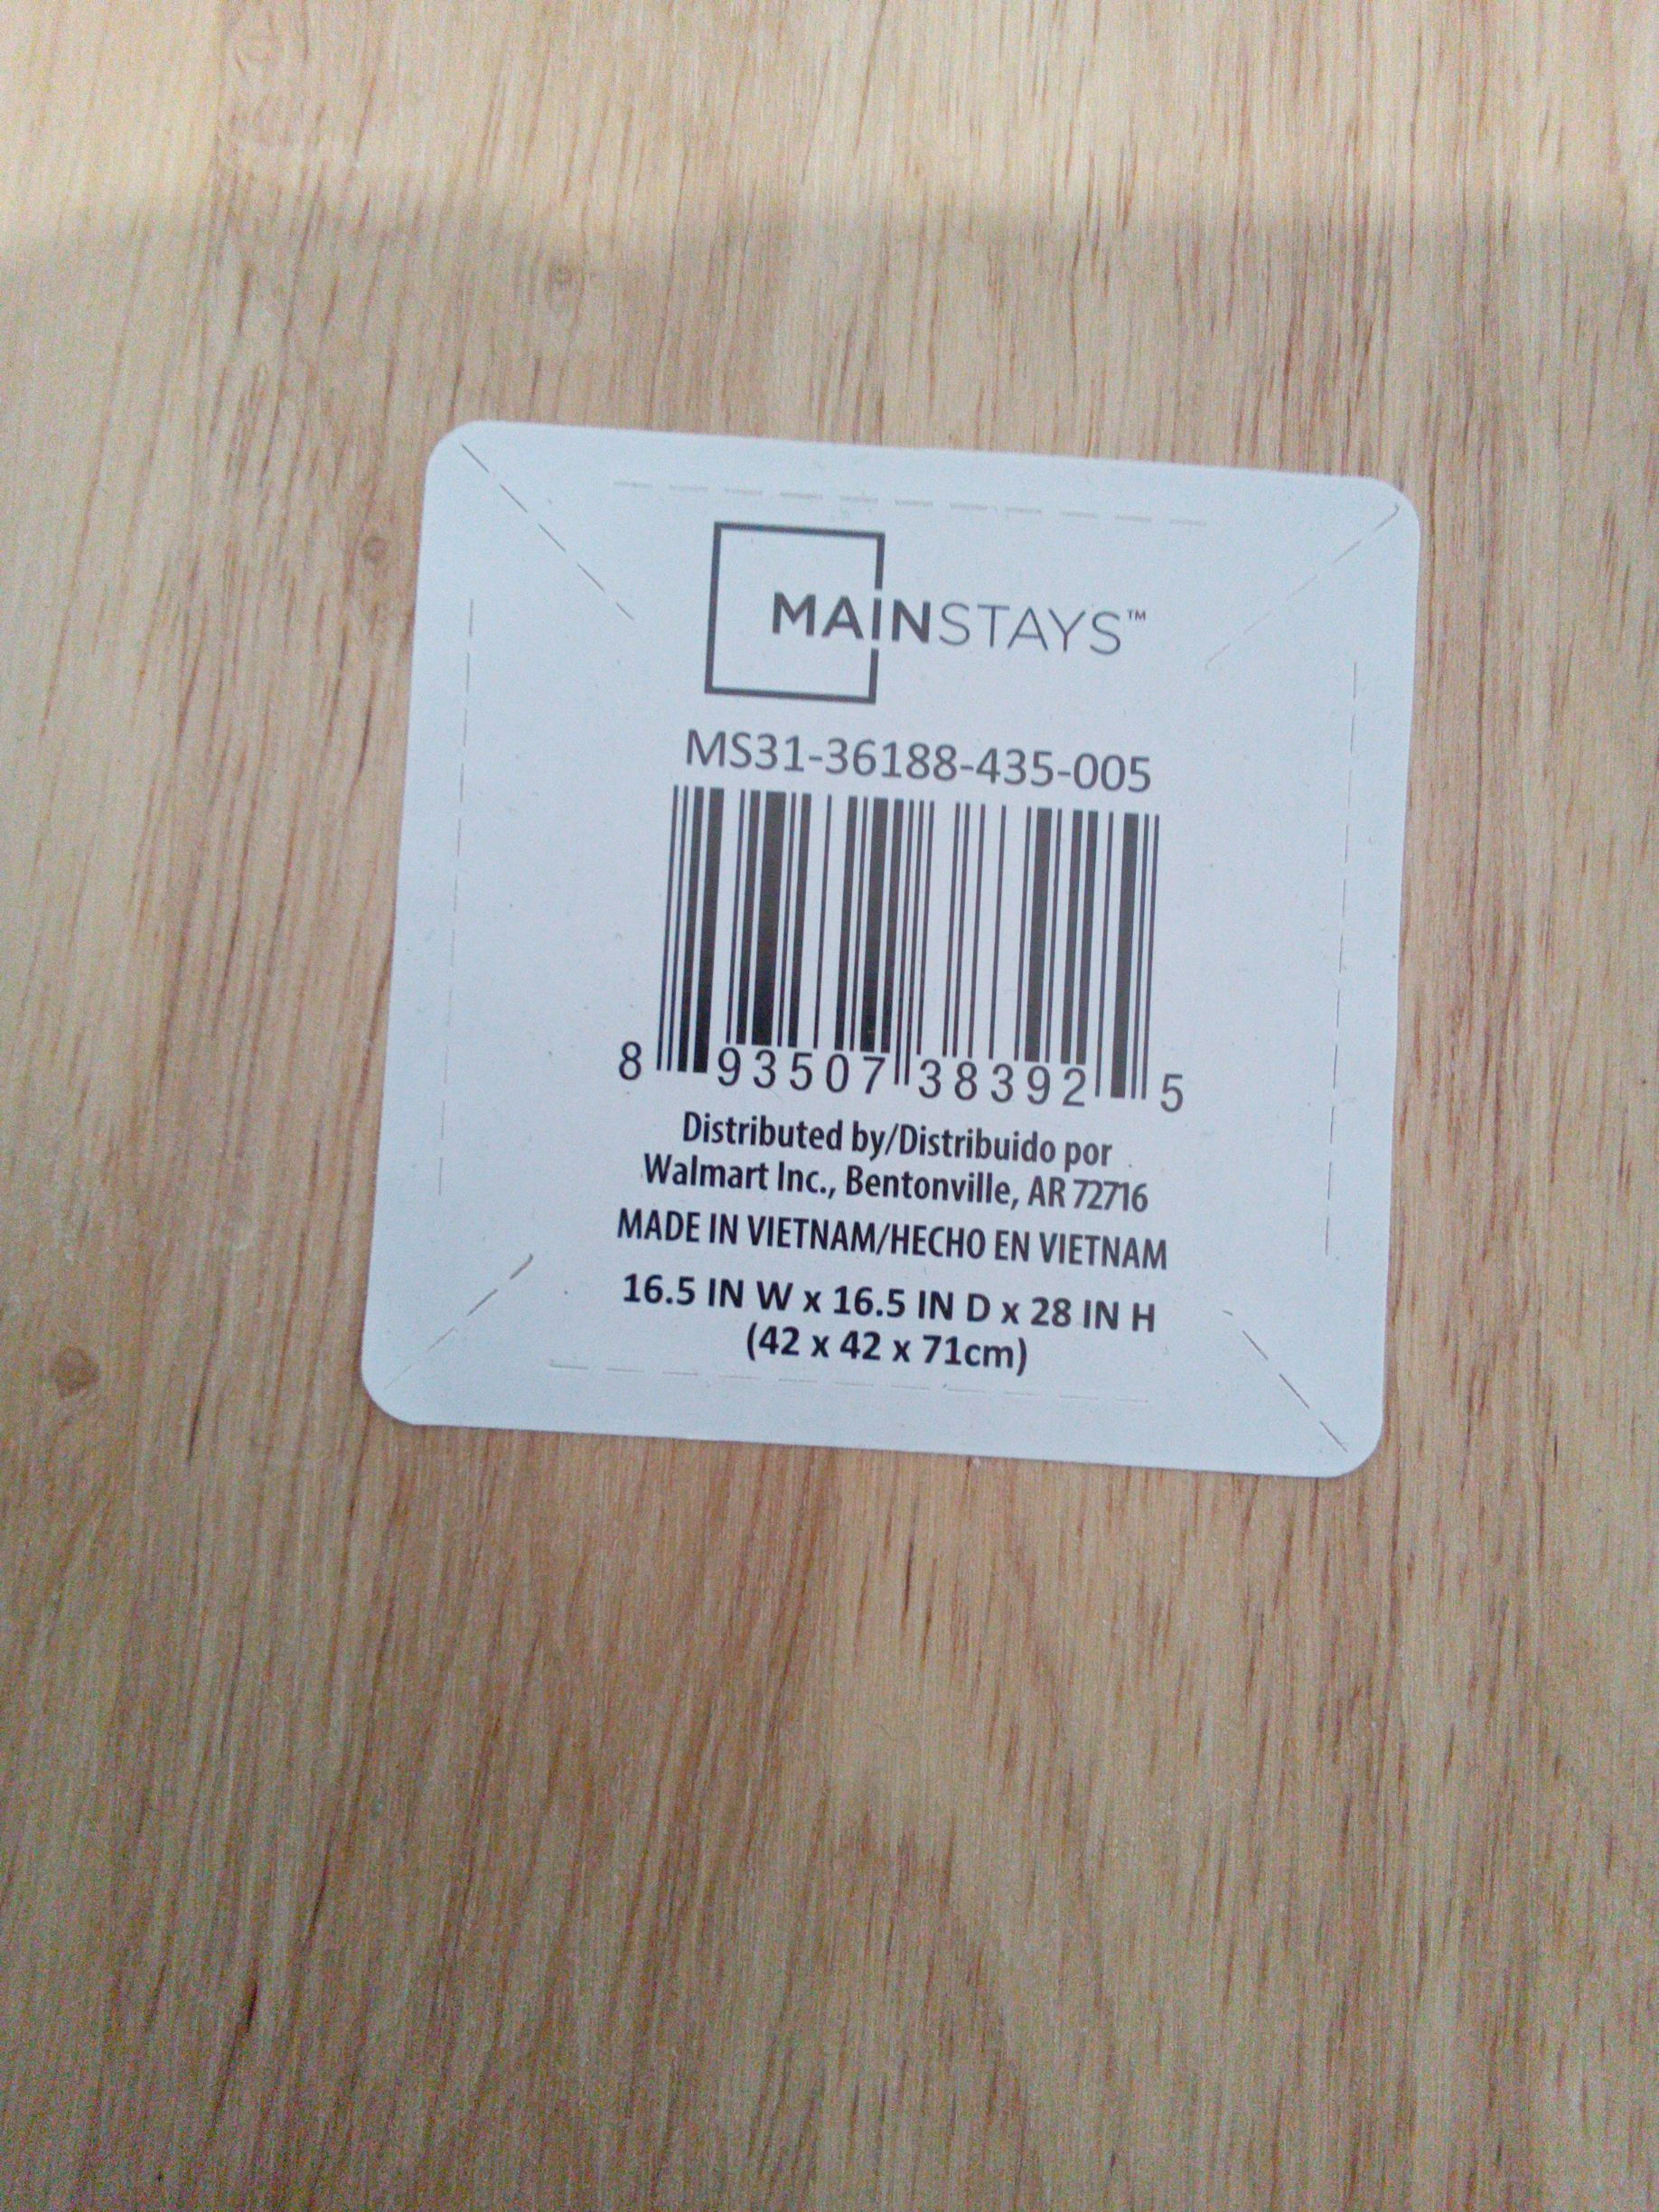 MAINSTAYS™
MS31-36188-435-005
8 93507 38392 5
Distributed by/Distribuido por
Walmart Inc., Bentonville, AR 72716
MADE IN VIETNAM/HECHO EN VIETNAM
16.5 IN W x 16.5 IN D x 28 IN H
(42 x 42 x 71cm)